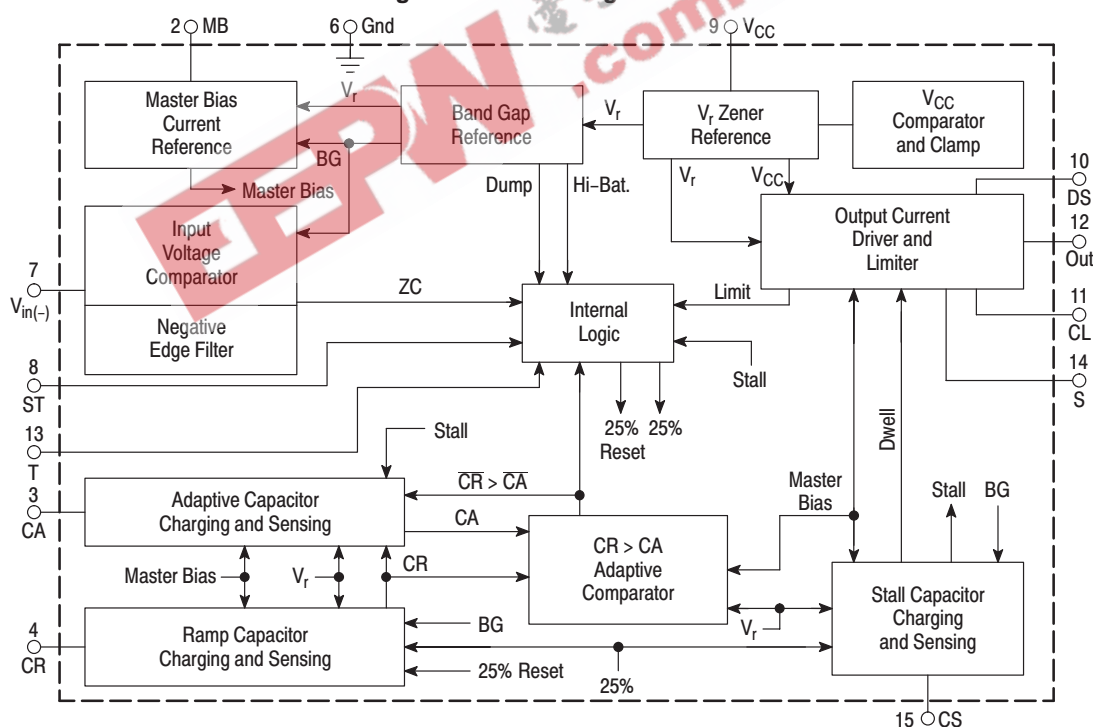 2 MB
6 Gnd
9 VCC
EEPW
.com
Master Bias
Current
Reference
Vr
BG
Master Bias
Band Gap
Reference
Vr
Vr Zener
Reference
VCC
Comparator
and Clamp
Dump
Hi–Bat.
Vr
VCC
10
DS
12
Out
11
CL
14
S
Output Current
Driver and
Limiter
Input
Voltage
Comparator
Negative
Edge Filter
7
Vin(–)
ZC
Internal
Logic
Limit
Stall
8
ST
13
T
25%
Reset
25%
Stall
3
CA
Adaptive Capacitor
Charging and Sensing
CR > CA
CA
CR
Master Bias
Vr
CR > CA
Adaptive
Comparator
Master
Bias
Dwell
Stall
BG
Stall Capacitor
Charging
and Sensing
Vr
4
CR
Ramp Capacitor
Charging and Sensing
BG
25% Reset
25%
15 CS